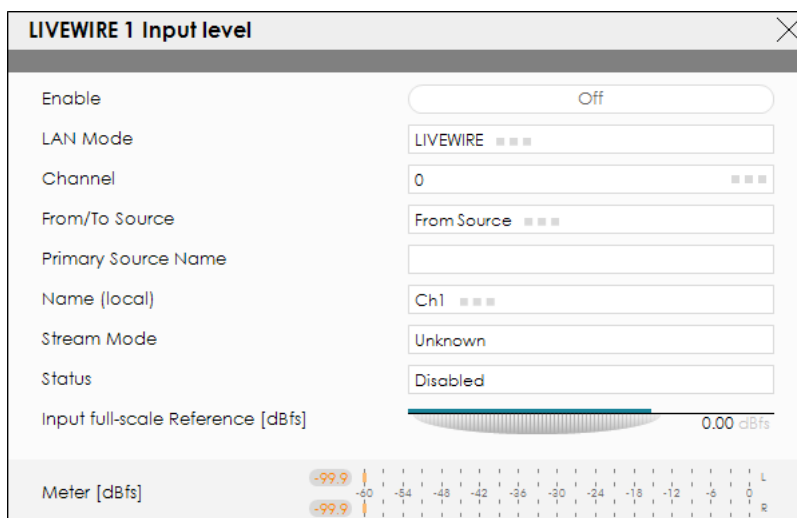 LIVEWIRE 1 Input level
Enable Off
LAN Mode LIVEWIRE
Channel 0
From/To Source From Source
Primary Source Name
Name (local) Ch1
Stream Mode Unknown
Status Disabled
Input full-scale Reference [dBfs] 0.00 dBfs
-99.9 L
Meter [dBfs] -60 -54 -48 -42 -36 -30 -24 -18 -12 -6 0
-99.9 R